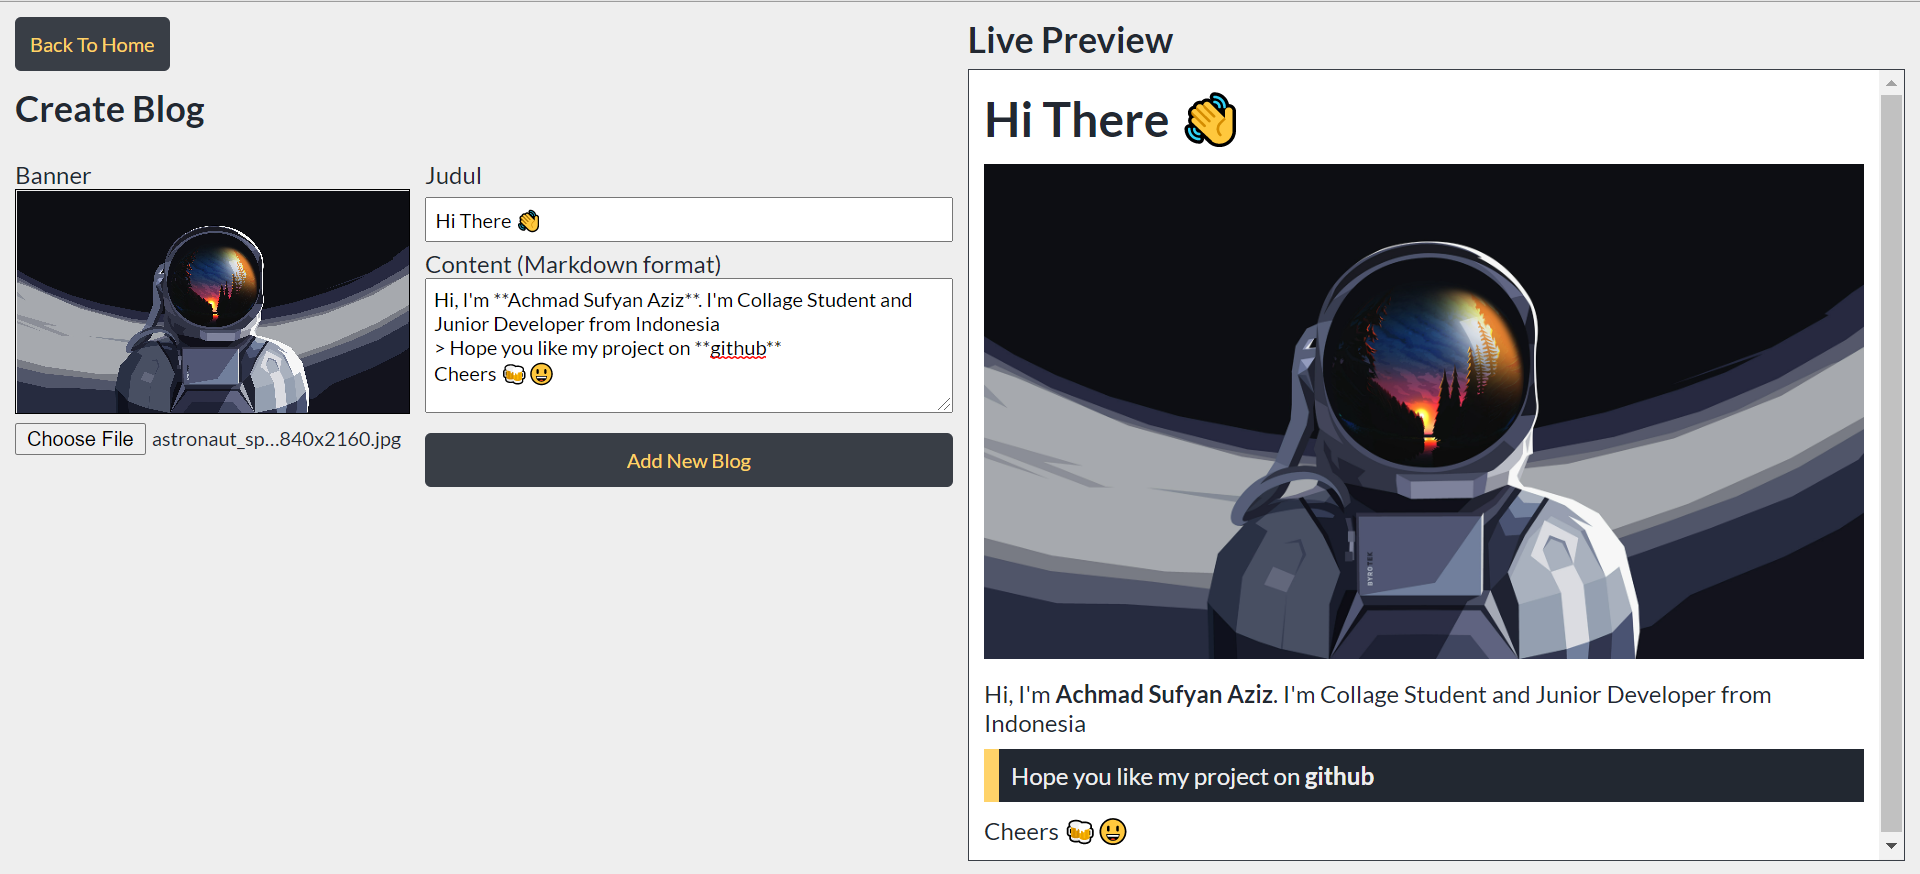 Back To Home
Create Blog
Banner
Choose File astronaut_sp...840x2160.jpg
Judul
Hi There 👋
Content (Markdown format)
Hi, I'm **Achmad Sufyan Aziz**. I'm Collage Student and
Junior Developer from Indonesia
> Hope you like my project on **github**
Cheers 🍻😃
Add New Blog
Live Preview
Hi There 👋
BYROTEK
Hi, I'm Achmad Sufyan Aziz. I'm Collage Student and Junior Developer from
Indonesia
Hope you like my project on github
Cheers 🍻😃